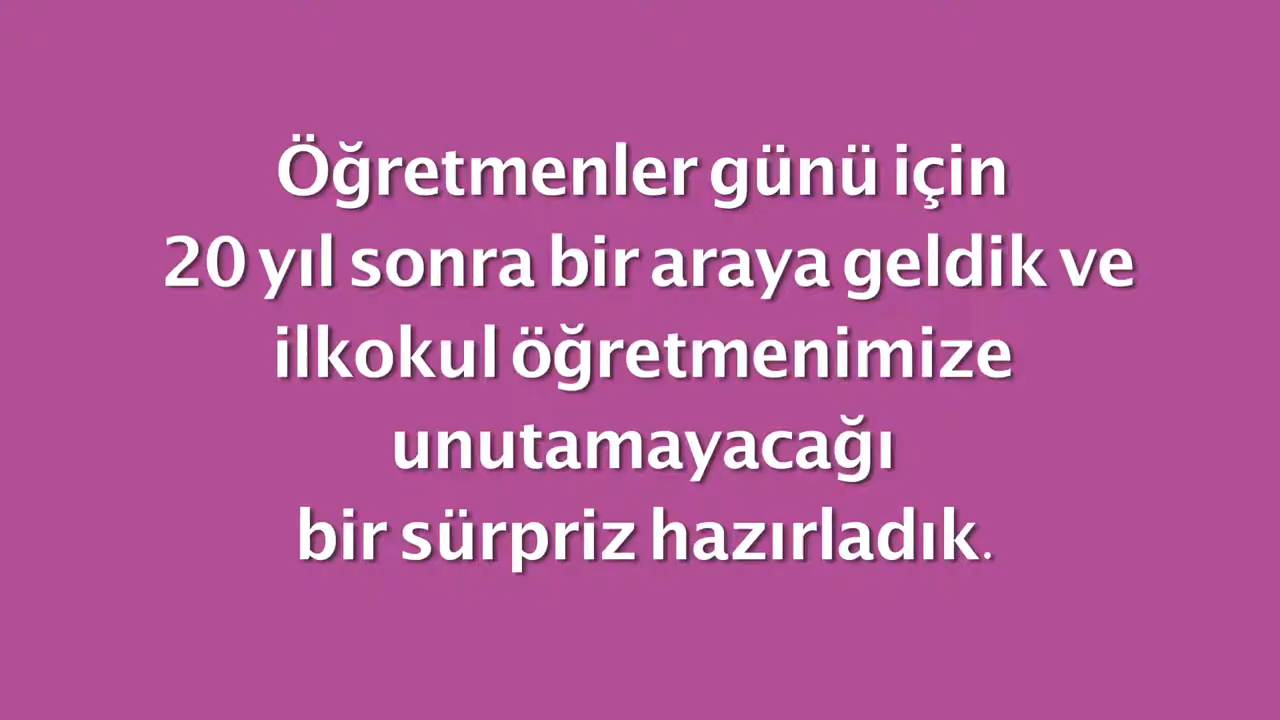 Öğretmenler günü için
20 yıl sonra bir araya geldik ve
ilkokul öğretmenimize
unutamayacağı
bir sürpriz hazırladık.